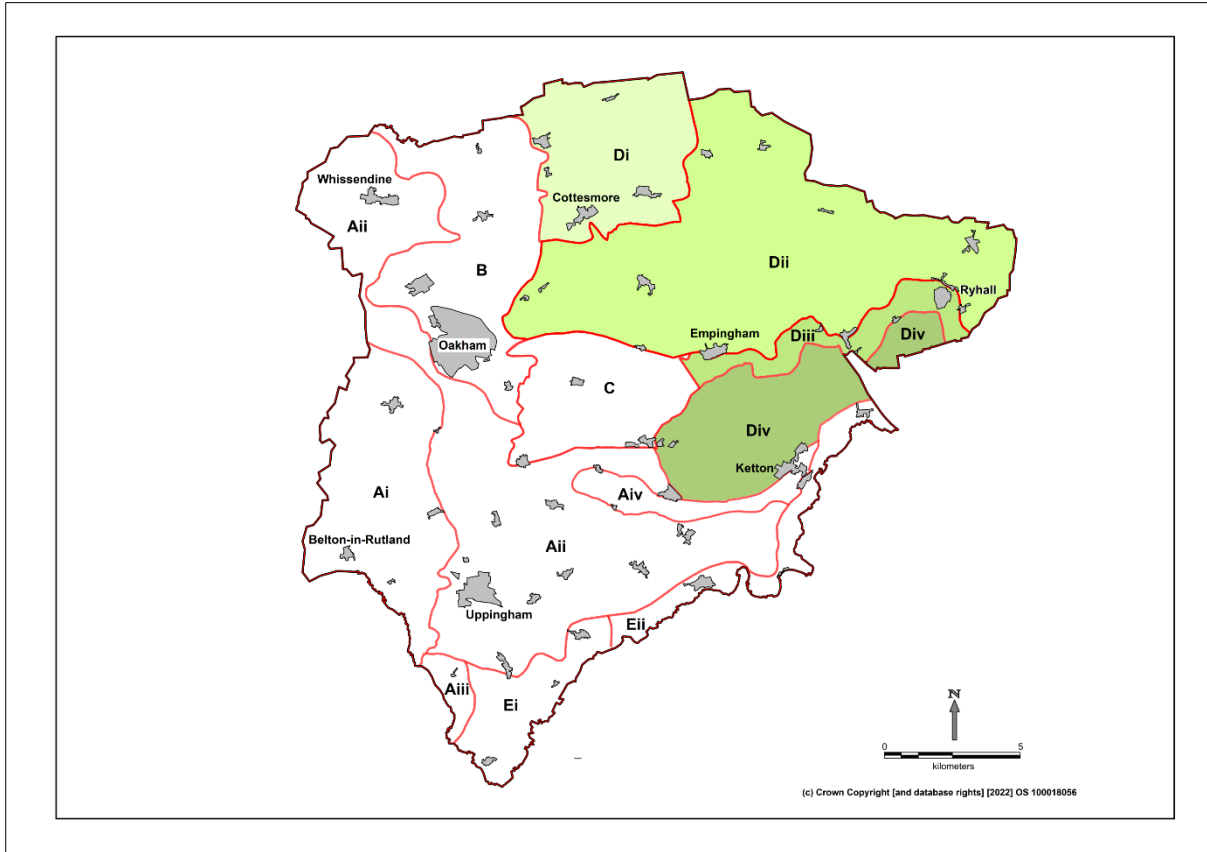 Di
Whissendine
Cottesmore
Aii
Dii
B
Ryhall
Empingham
Diii
Div
Oakham
C
Div
Ketton
Ai
Aiv
Belton-in-Rutland
Aii
Uppingham
Eii
Aiii
Ei
N
0 5
kilometers
(c) Crown Copyright [and database rights] [2022] OS 100018056